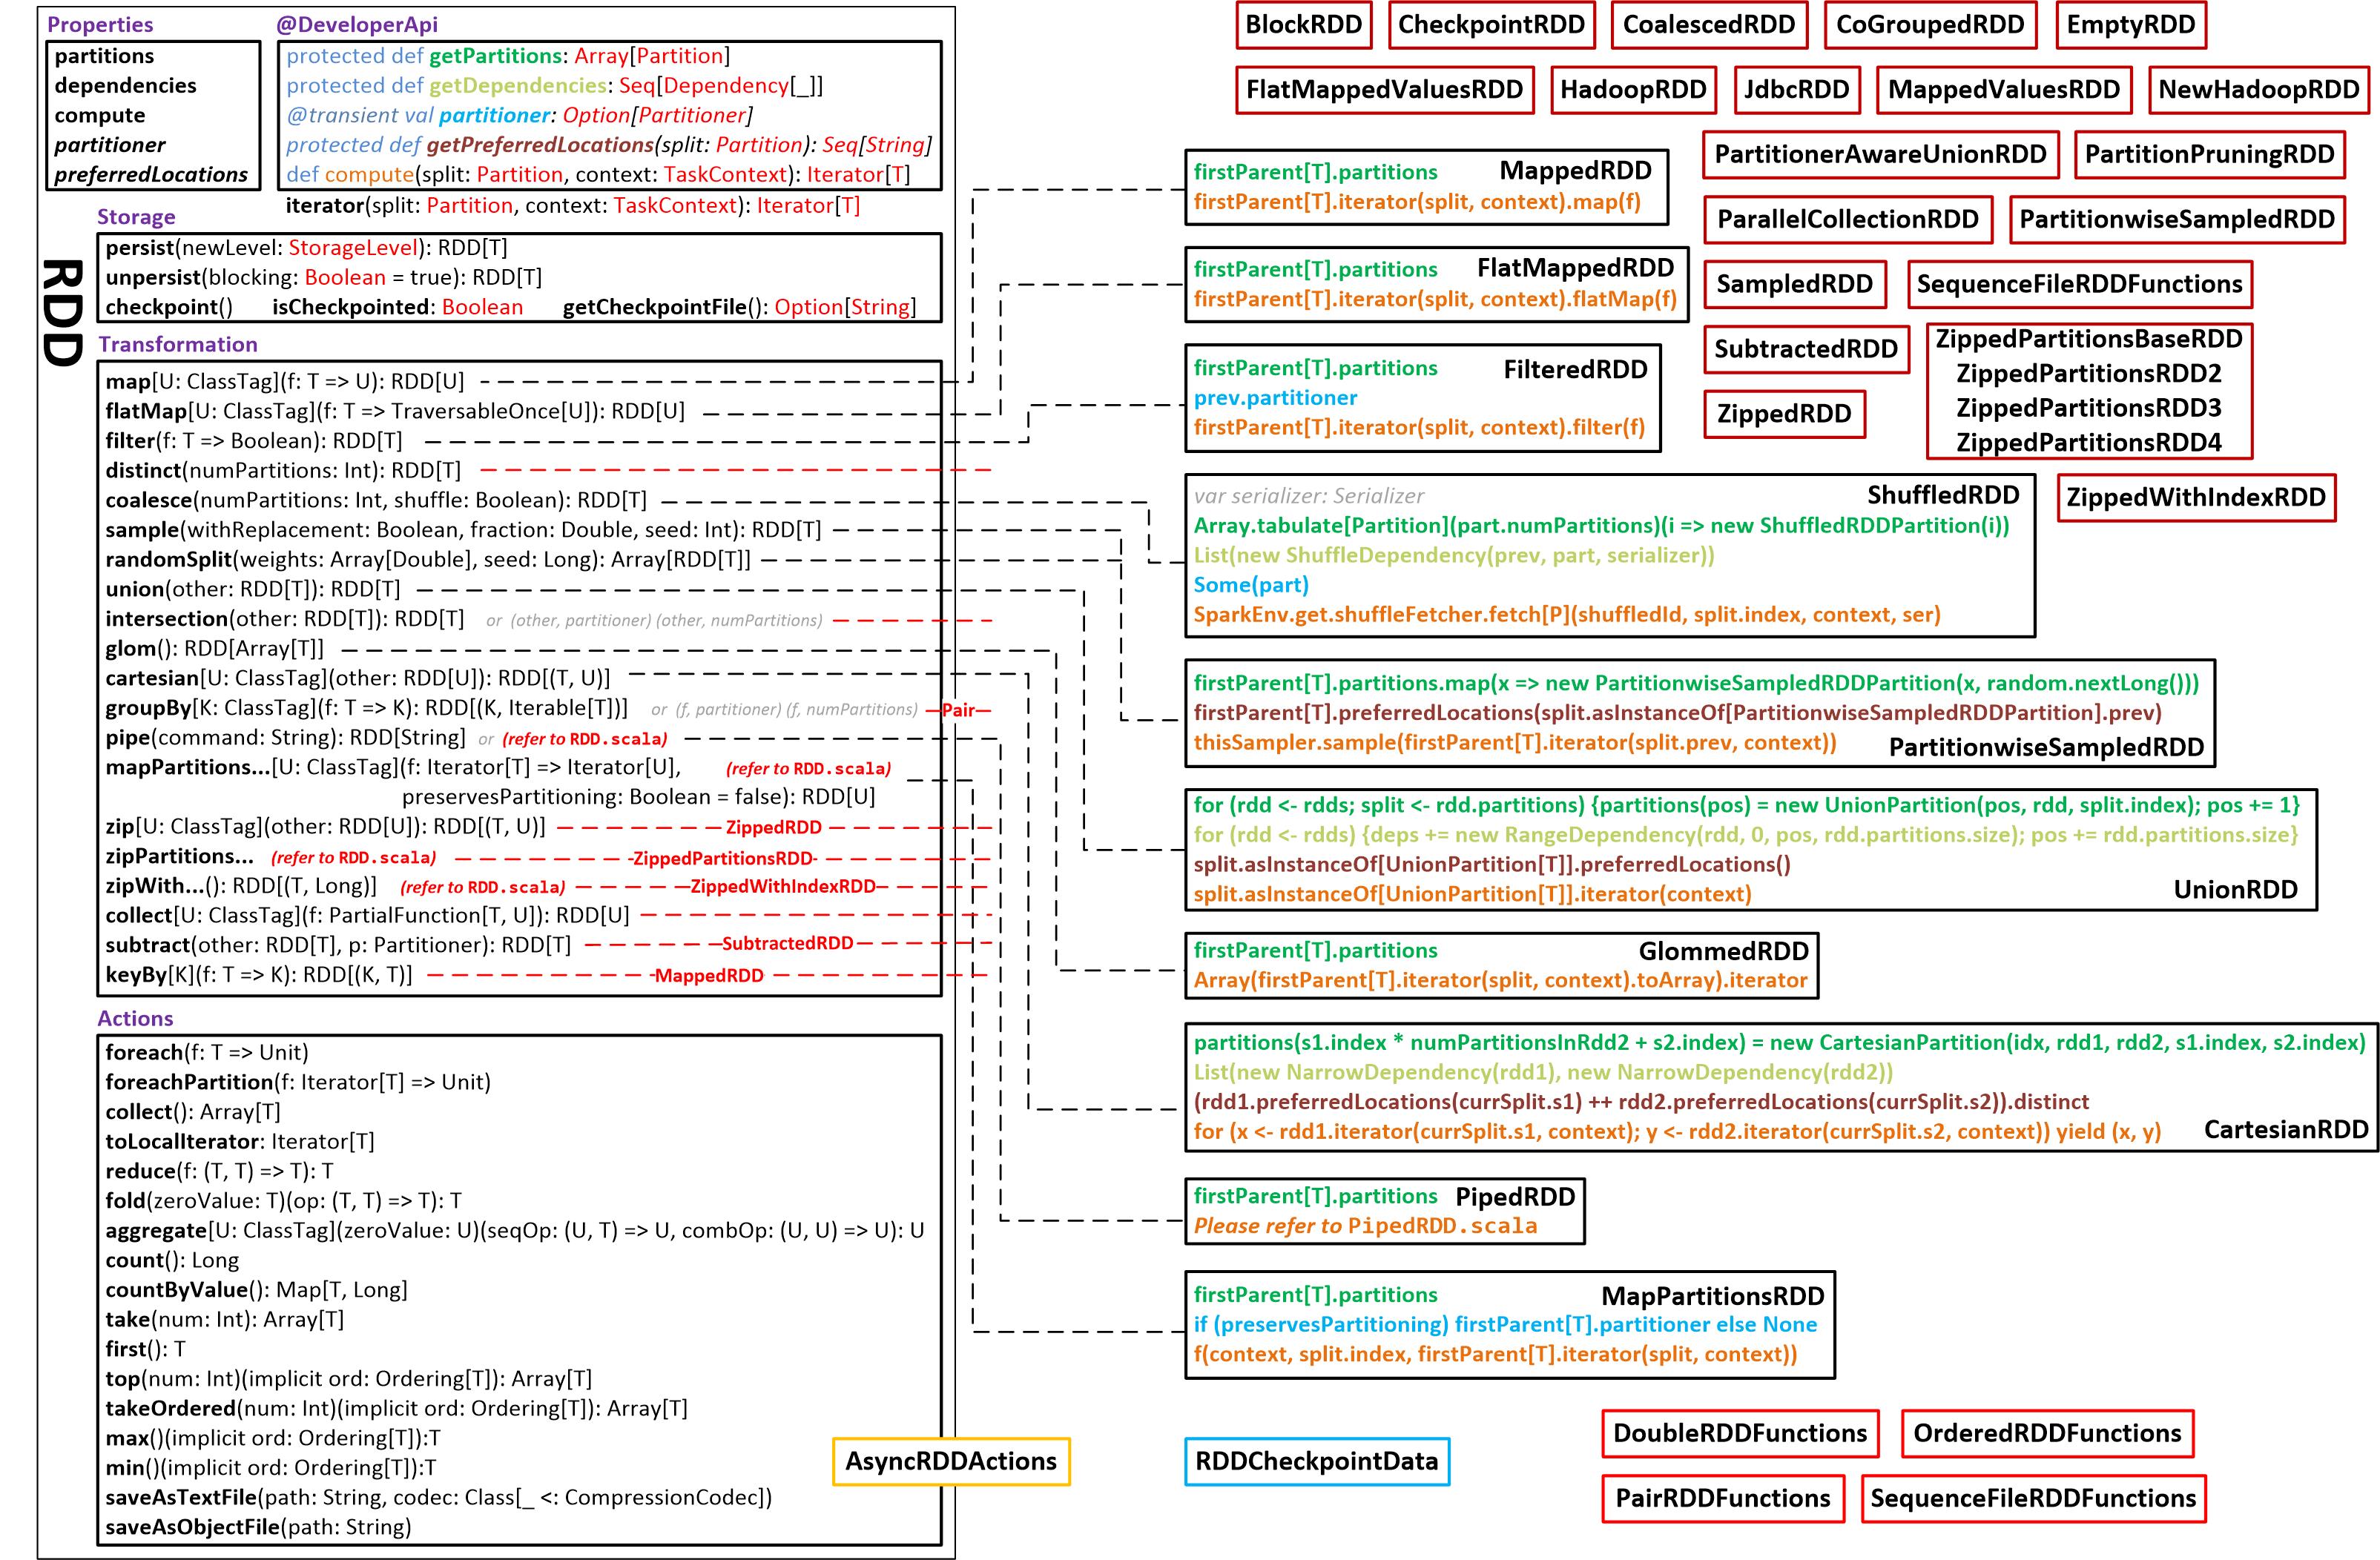 Properties
partitions
dependencies
compute
partitioner
preferredLocations
@DeveloperApi
protected def getPartitions: Array[Partition]
protected def getDependencies: Seq[Dependency[_]]
@transient val partitioner: Option[Partitioner]
protected def getPreferredLocations(split: Partition): Seq[String]
def compute(split: Partition, context: TaskContext): Iterator[T]
iterator(split: Partition, context: TaskContext): Iterator[T]
RDD
Storage
persist(newLevel: StorageLevel): RDD[T]
unpersist(blocking: Boolean = true): RDD[T]
checkpoint() isCheckpointed: Boolean getCheckpointFile(): Option[String]
Transformation
map[U: ClassTag](f: T => U): RDD[U]
flatMap[U: ClassTag](f: T => TraversableOnce[U]): RDD[U]
filter(f: T => Boolean): RDD[T]
distinct(numPartitions: Int): RDD[T]
coalesce(numPartitions: Int, shuffle: Boolean): RDD[T]
sample(withReplacement: Boolean, fraction: Double, seed: Int): RDD[T]
randomSplit(weights: Array[Double], seed: Long): Array[RDD[T]]
union(other: RDD[T]): RDD[T]
intersection(other: RDD[T]): RDD[T] or (other, partitioner) (other, numPartitions)
glom(): RDD[Array[T]]
cartesian[U: ClassTag](other: RDD[U]): RDD[(T, U)]
groupBy[K: ClassTag](f: T => K): RDD[(K, Iterable[T])] or (f, partitioner) (f, numPartitions) Pair
pipe(command: String): RDD[String] or (refer to RDD.scala)
mapPartitions...[U: ClassTag](f: Iterator[T] => Iterator[U], (refer to RDD.scala)
preservesPartitioning: Boolean = false): RDD[U]
zip[U: ClassTag](other: RDD[U]): RDD[(T, U)] ZippedRDD
zipPartitions... (refer to RDD.scala) ZippedPartitionsRDD
zipWith...(): RDD[(T, Long)] (refer to RDD.scala) ZippedWithIndexRDD
collect[U: ClassTag](f: PartialFunction[T, U]): RDD[U]
subtract(other: RDD[T], p: Partitioner): RDD[T] SubtractedRDD
keyBy[K](f: T => K): RDD[(K, T)] MappedRDD
Actions
foreach(f: T => Unit)
foreachPartition(f: Iterator[T] => Unit)
collect(): Array[T]
toLocalIterator: Iterator[T]
reduce(f: (T, T) => T): T
fold(zeroValue: T)(op: (T, T) => T): T
aggregate[U: ClassTag](zeroValue: U)(seqOp: (U, T) => U, combOp: (U, U) => U): U
count(): Long
countByValue(): Map[T, Long]
take(num: Int): Array[T]
first(): T
top(num: Int)(implicit ord: Ordering[T]): Array[T]
takeOrdered(num: Int)(implicit ord: Ordering[T]): Array[T]
max()(implicit ord: Ordering[T]):T
min()(implicit ord: Ordering[T]):T
saveAsTextFile(path: String, codec: Class[_ <: CompressionCodec])
saveAsObjectFile(path: String)
AsyncRDDActions
BlockRDD CheckpointRDD CoalescedRDD CoGroupedRDD EmptyRDD
FlatMappedValuesRDD HadoopRDD JdbcRDD MappedValuesRDD NewHadoopRDD
PartitionerAwareUnionRDD PartitionPruningRDD
ParallelCollectionRDD PartitionwiseSampledRDD
SampledRDD SequenceFileRDDFunctions
SubtractedRDD
ZippedRDD
ZippedPartitionsBaseRDD
ZippedPartitionsRDD2
ZippedPartitionsRDD3
ZippedPartitionsRDD4
ZippedWithIndexRDD
firstParent[T].partitions MappedRDD
firstParent[T].iterator(split, context).map(f)
firstParent[T].partitions FlatMappedRDD
firstParent[T].iterator(split, context).flatMap(f)
firstParent[T].partitions FilteredRDD
prev.partitioner
firstParent[T].iterator(split, context).filter(f)
var serializer: Serializer ShuffledRDD
Array.tabulate[Partition](part.numPartitions)(i => new ShuffledRDDPartition(i))
List(new ShuffleDependency(prev, part, serializer))
Some(part)
SparkEnv.get.shuffleFetcher.fetch[P](shuffledId, split.index, context, ser)
firstParent[T].partitions.map(x => new PartitionwiseSampledRDDPartition(x, random.nextLong()))
firstParent[T].preferredLocations(split.asInstanceOf[PartitionwiseSampledRDDPartition].prev)
thisSampler.sample(firstParent[T].iterator(split.prev, context)) PartitionwiseSampledRDD
for (rdd <- rdds; split <- rdd.partitions) {partitions(pos) = new UnionPartition(pos, rdd, split.index); pos += 1}
for (rdd <- rdds) {deps += new RangeDependency(rdd, 0, pos, rdd.partitions.size); pos += rdd.partitions.size}
split.asInstanceOf[UnionPartition[T]].preferredLocations()
split.asInstanceOf[UnionPartition[T]].iterator(context) UnionRDD
firstParent[T].partitions GlommedRDD
Array(firstParent[T].iterator(split, context).toArray).iterator
partitions(s1.index * numPartitionsInRdd2 + s2.index) = new CartesianPartition(idx, rdd1, rdd2, s1.index, s2.index)
List(new NarrowDependency(rdd1), new NarrowDependency(rdd2))
(rdd1.preferredLocations(currSplit.s1) ++ rdd2.preferredLocations(currSplit.s2)).distinct
for (x <- rdd1.iterator(currSplit.s1, context); y <- rdd2.iterator(currSplit.s2, context)) yield (x, y) CartesianRDD
firstParent[T].partitions PipedRDD
Please refer to PipedRDD.scala
firstParent[T].partitions MapPartitionsRDD
if (preservesPartitioning) firstParent[T].partitioner else None
f(context, split.index, firstParent[T].iterator(split, context))
RDDCheckpointData
DoubleRDDFunctions OrderedRDDFunctions
PairRDDFunctions SequenceFileRDDFunctions